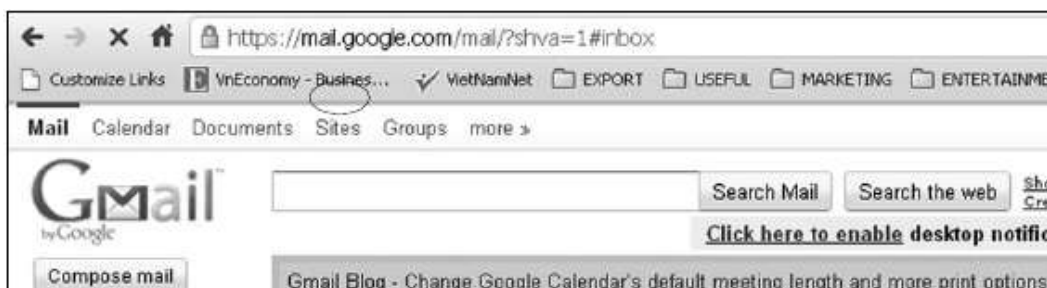 https://mail.google.com/mail/?shva=1#inbox
Customize Links VnEconomy - Busines... VietNamNet EXPORT USEFUL MARKETING ENTERTAINME
Mail Calendar Documents Sites Groups more »
Gmail
by Google
Search Mail Search the web
Click here to enable desktop notific
Compose mail
Gmail Blog - Change Google Calendar's default meeting length and more print options